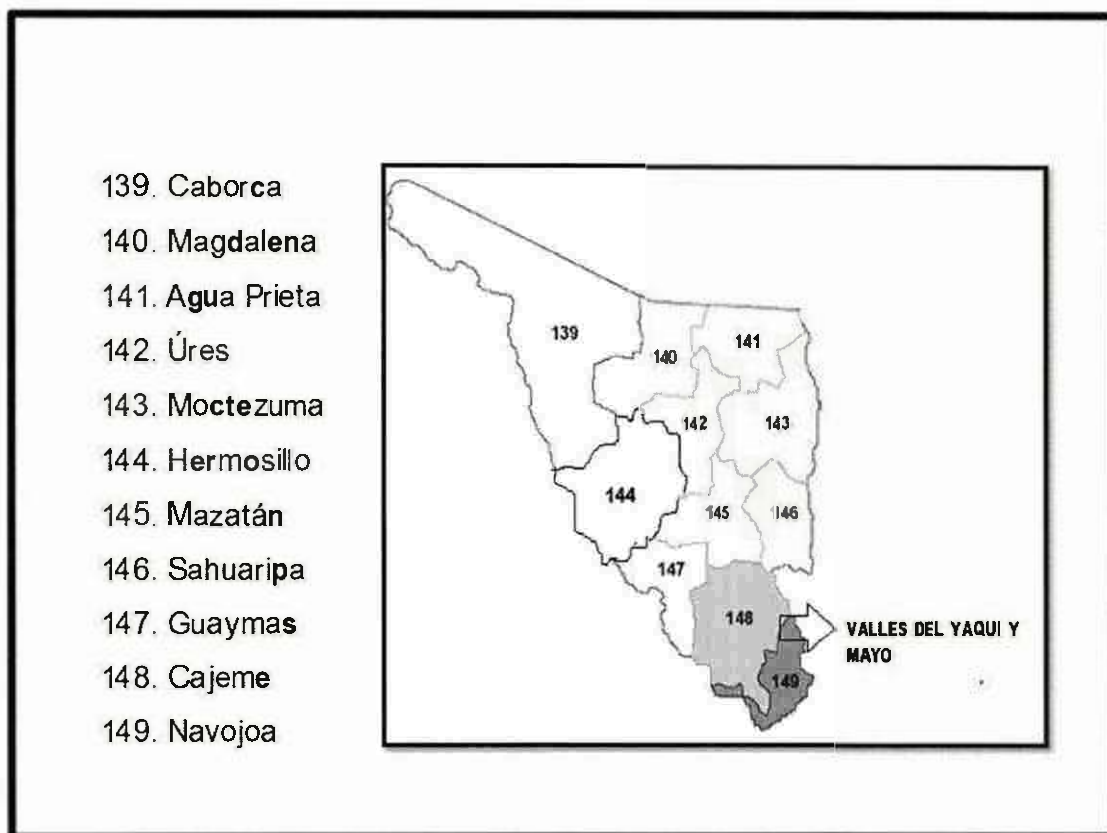 139. Caborca
140. Magdalena
141. Agua Prieta
142. Úres
143. Moctezuma
144. Hermosillo
145. Mazatán
146. Sahuaripa
147. Guaymas
148. Cajeme
149. Navojoa
139
140
141
142
143
144
145
146
147
148
VALLES DEL YAQUI Y
MAYO
149